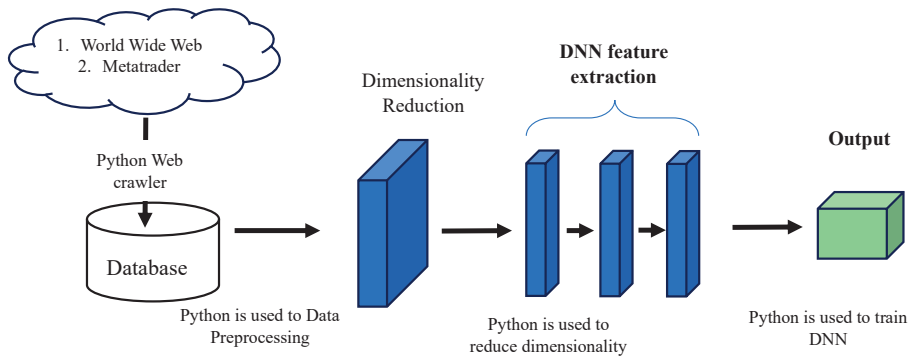 1. World Wide Web
2. Metatrader
Python Web
crawler
Database
Python is used to Data
Preprocessing
Dimensionality
Reduction
Python is used to
reduce dimensionality
DNN feature
extraction
Output
Python is used to train
DNN